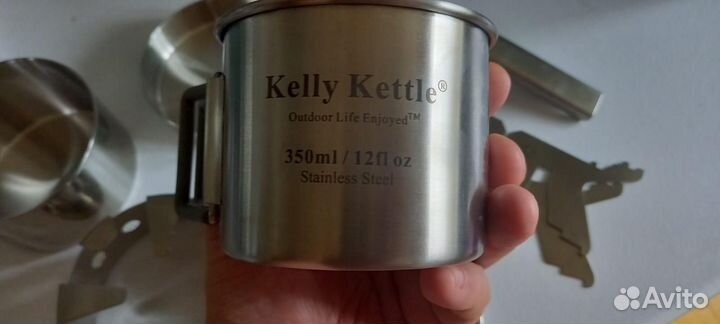 Kelly Kettle®
Outdoor Life Enjoyed™
350ml / 12fl oz
Stainless Steel
Avito